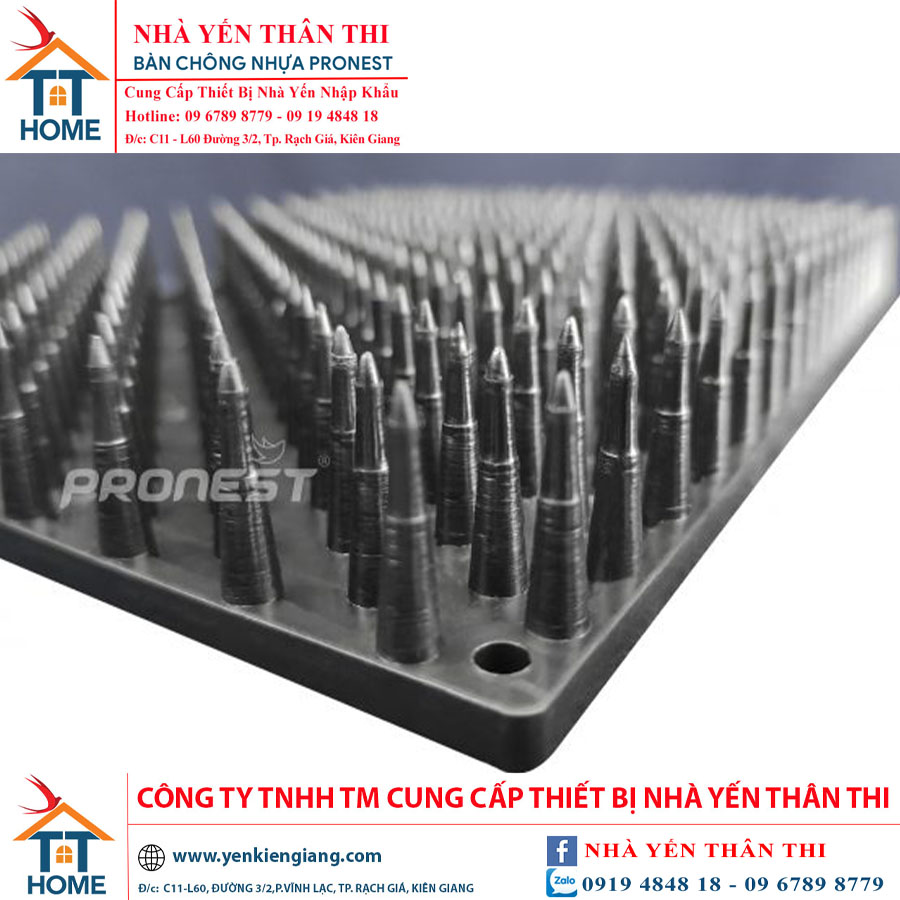 TT
HOME
NHÀ YẾN THÂN THI
BÀN CHÔNG NHỰA PRONEST
Cung Cấp Thiết Bị Nhà Yến Nhập Khẩu
Hotline: 09 6789 8779 - 09 19 4848 18
Đ/c: C11 - L60 Đường 3/2, Tp. Rạch Giá, Kiên Giang
PRONEST®
TT
HOME
CÔNG TY TNHH TM CUNG CẤP THIẾT BỊ NHÀ YẾN THÂN THI
www.yenkiengiang.com
Đ/c: C11-L60, ĐƯỜNG 3/2,P.VĨNH LẠC, TP. RẠCH GIÁ, KIÊN GIANG
f NHÀ YẾN THÂN THI
Zalo 0919 4848 18 - 09 6789 8779